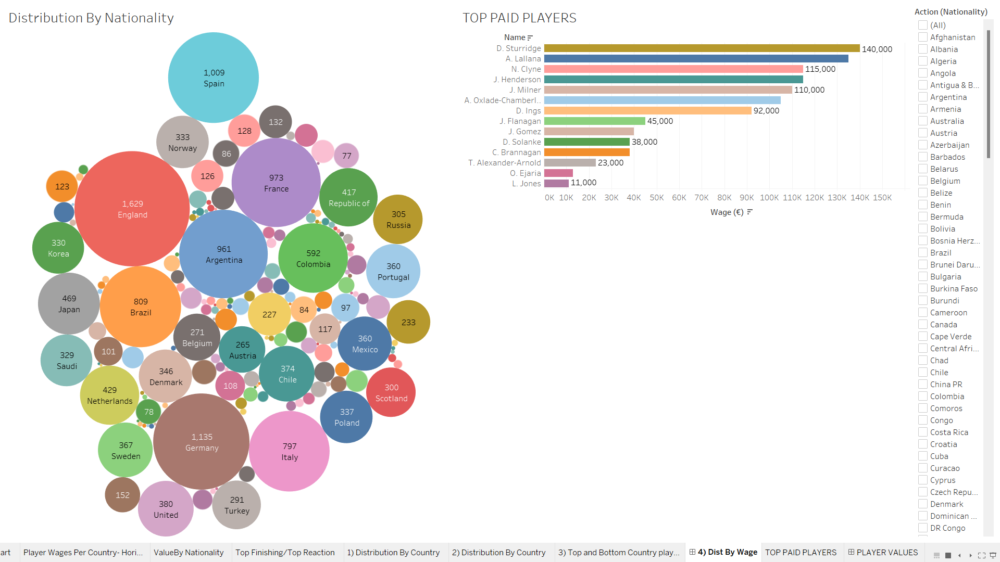 Distribution By Nationality
1,009
Spain
132
128
333
Norway
86
77
126
973
France
123
417
Republic of
1,629
England
305
Russia
330
Korea
961
Argentina
592
Colombia
360
Portugal
469
Japan
809
Brazil
227
84
97
233
117
271
Belgium
265
Austria
360
Mexico
101
329
Saudi
346
Denmark
374
Chile
108
300
Scotland
429
Netherlands
78
337
Poland
1,135
Germany
367
Sweden
797
Italy
152
380
United
291
Turkey
TOP PAID PLAYERS
Name
D. Sturridge 140,000
A. Lallana
N. Clyne 115,000
J. Henderson
J. Milner 110,000
A. Oxlade-Chamberl..
D. Ings 92,000
J. Flanagan 45,000
J. Gomez
D. Solanke 38,000
C. Brannagan
T. Alexander-Arnold 23,000
O. Ejaria
L. Jones 11,000
0K 10K 20K 30K 40K 50K 60K 70K 80K 90K 100K 110K 120K 130K 140K 150K
Wage (€)
Action (Nationality)
(All)
Afghanistan
Albania
Algeria
Angola
Antigua & B...
Argentina
Armenia
Australia
Austria
Azerbaijan
Barbados
Belarus
Belgium
Belize
Benin
Bermuda
Bolivia
Bosnia Herz...
Brazil
Brunei Daru...
Bulgaria
Burkina Faso
Burundi
Cameroon
Canada
Cape Verde
Central Afri...
Chad
Chile
China PR
Colombia
Comoros
Congo
Costa Rica
Croatia
Cuba
Curacao
Cyprus
Czech Repu...
Denmark
Dominican ...
DR Congo
art Player Wages Per Country- Hori... ValueBy Nationality Top Finishing/Top Reaction 1) Distribution By Country 2) Distribution By Country 3) Top and Bottom Country play... 4) Dist By Wage TOP PAID PLAYERS PLAYER VALUES